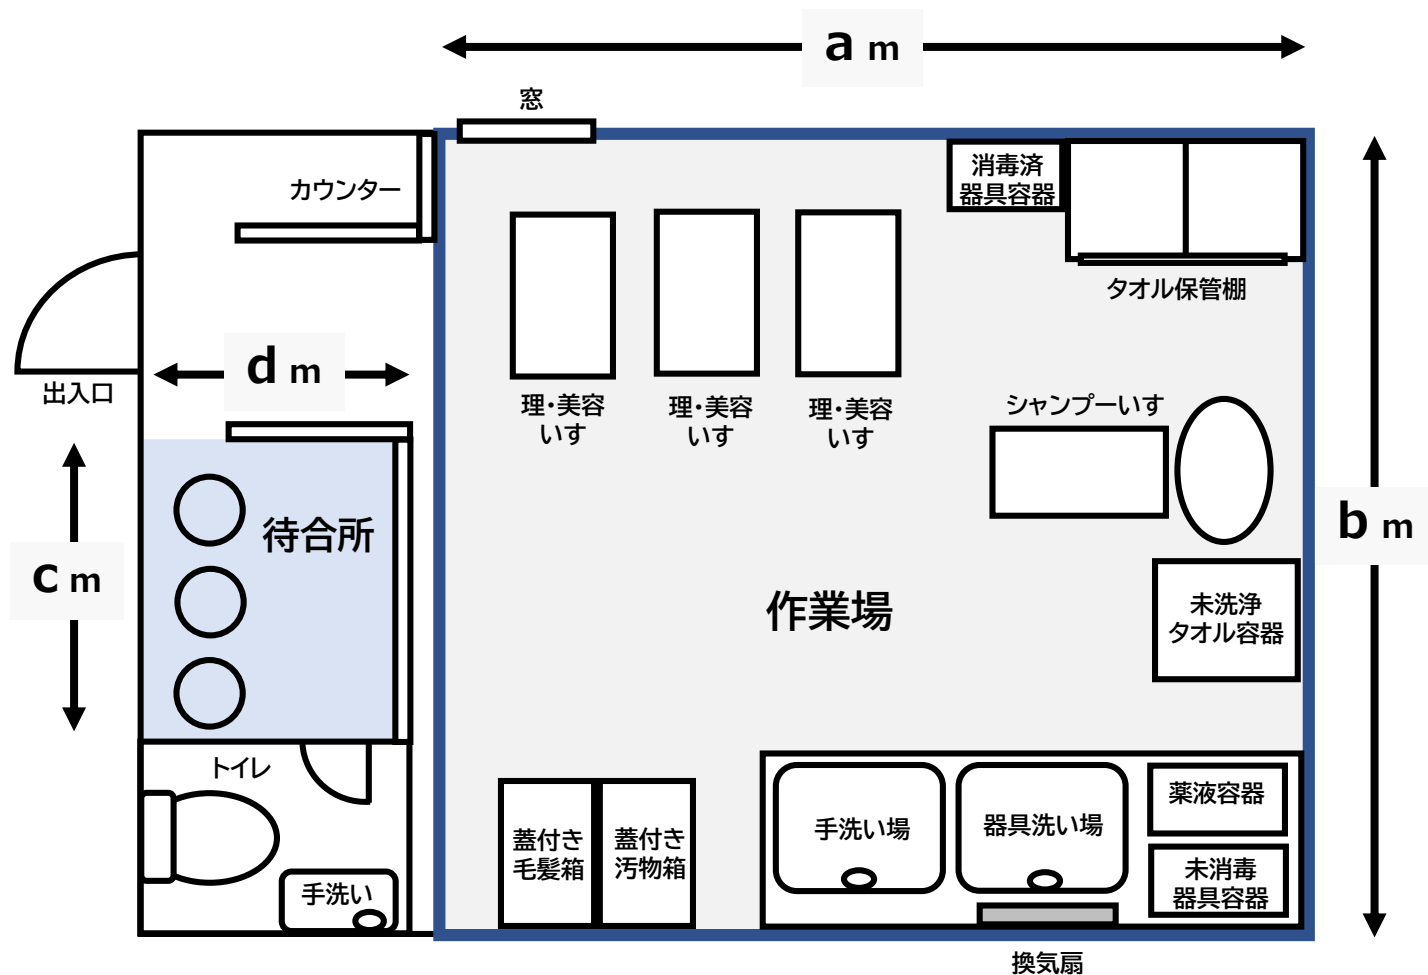 a m
窓
カウンター
消毒済
器具容器
タオル保管棚
出入口
d m
理・美容
いす
理・美容
いす
理・美容
いす
シャンプーいす
待合所
c m
b m
作業場
未洗浄
タオル容器
トイレ
手洗い
蓋付き
毛髪箱
蓋付き
汚物箱
手洗い場
器具洗い場
薬液容器
未消毒
器具容器
換気扇